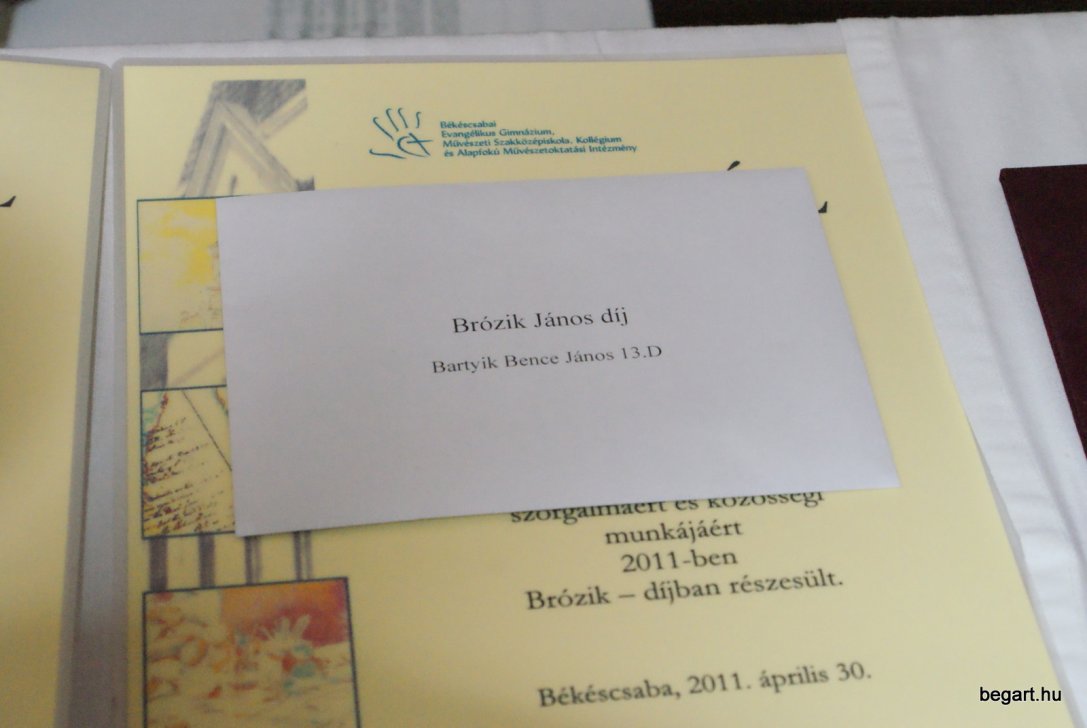 Békéscsabai
Evangélikus Gimnázium,
Művészeti Szakközépiskola, Kollégium
és Alapfokú Művészetoktatási Intézmény
Brózik János díj
Bartyik Bence János 13.D
szorgalmáért és közösségi
munkájáért
2011-ben
Brózik – díjban részesült.
Békéscsaba, 2011. április 30.
begart.hu